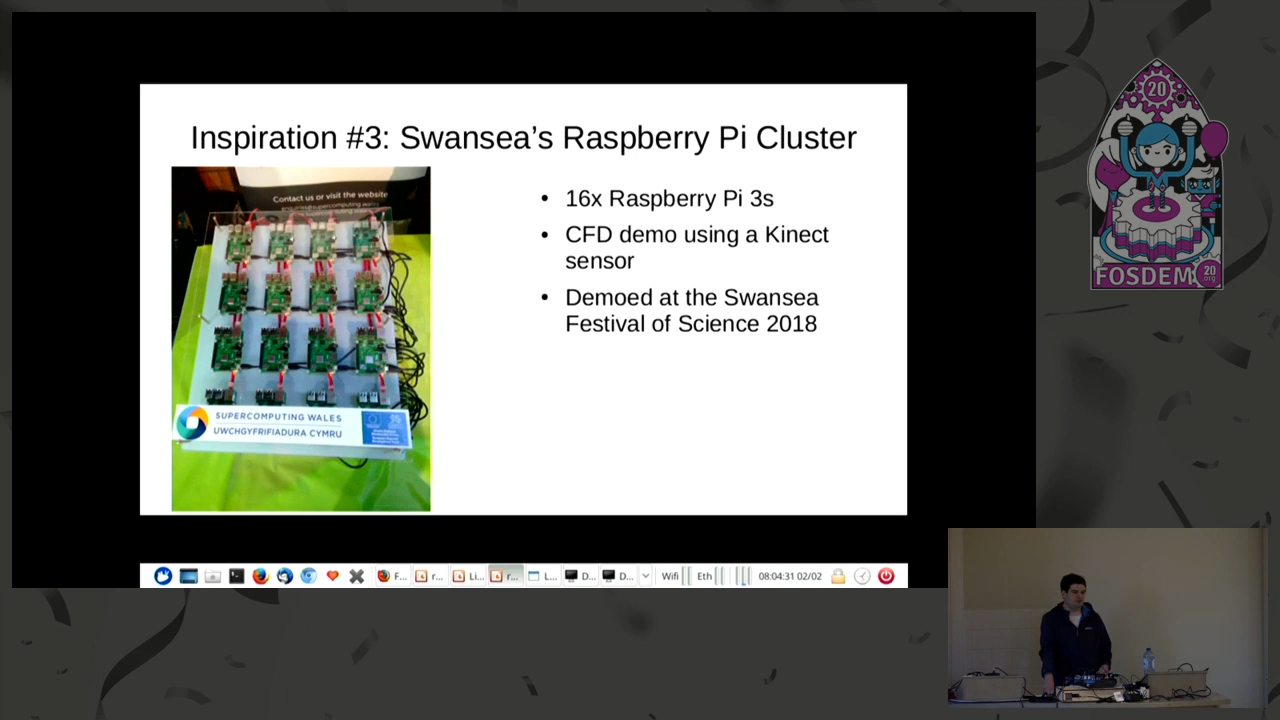 Inspiration #3: Swansea's Raspberry Pi Cluster
Contact us or visit the website
SUPERCOMPUTING WALES
UWCHGYFRIFIADURA CYMRU
• 16x Raspberry Pi 3s
• CFD demo using a Kinect
sensor
• Demoed at the Swansea
Festival of Science 2018
F... r... Li... r... L... D... D... Wifi Eth 08:04:31 02/02
20
FOSDEM
20
.org